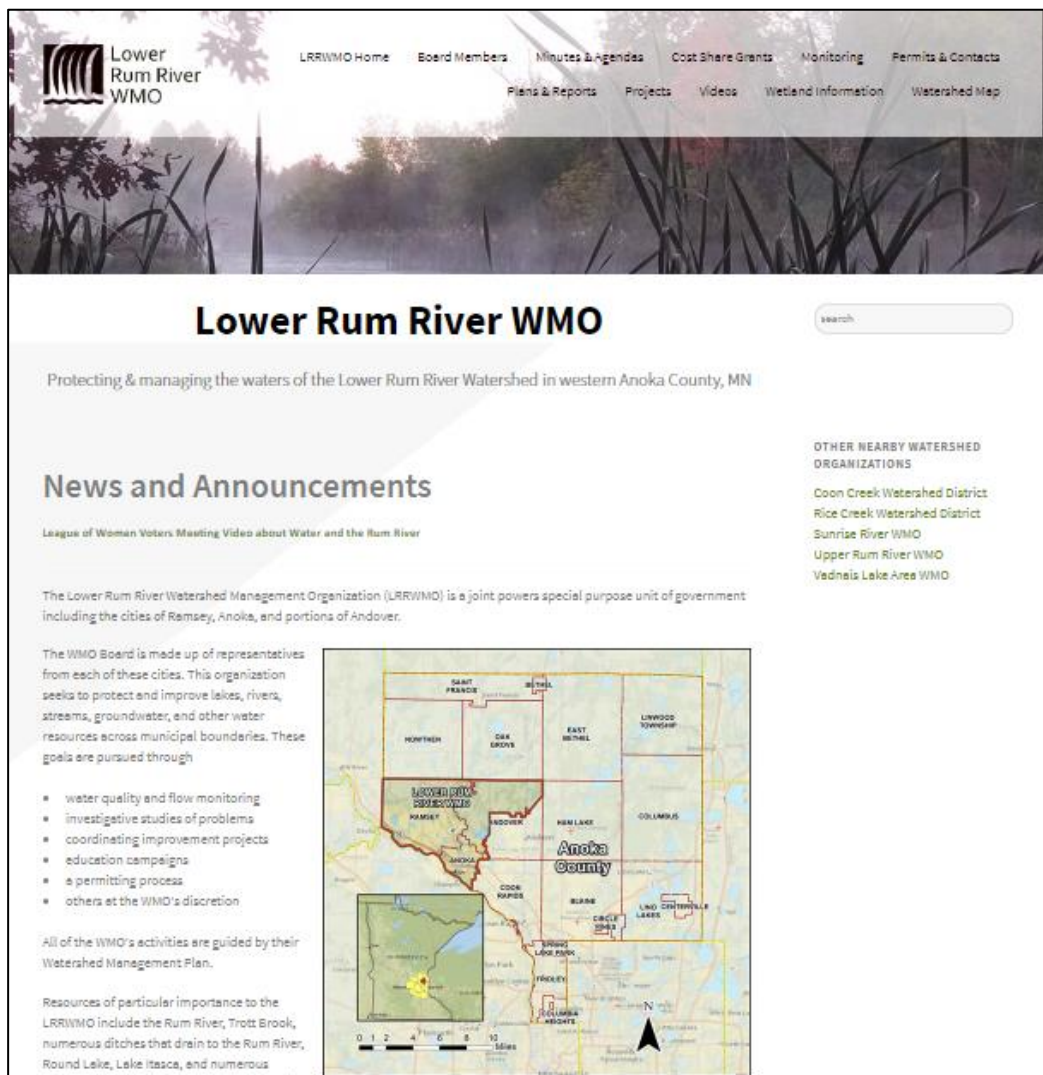 Lower
Rum River
WMO
LRRWMO Home Board Members Minutes & Agendas Cost Share Grants Monitoring Permits & Contacts
Plans & Reports Projects Videos Wetland Information Watershed Map
Lower Rum River WMO
search
Protecting & managing the waters of the Lower Rum River Watershed in western Anoka County, MN
OTHER NEARBY WATERSHED
ORGANIZATIONS
Coon Creek Watershed District
Rice Creek Watershed District
Sunrise River WMO
Upper Rum River WMO
Vadnais Lake Area WMO
News and Announcements
League of Women Voters Meeting Video about Water and the Rum River
The Lower Rum River Watershed Management Organization (LRRWMO) is a joint powers special purpose unit of government
including the cities of Ramsey, Anoka, and portions of Andover.
The WMO Board is made up of representatives
from each of these cities. This organization
seeks to protect and improve lakes, rivers,
streams, groundwater, and other water
resources across municipal boundaries. These
goals are pursued through
water quality and flow monitoring
investigative studies of problems
coordinating improvement projects
education campaigns
a permitting process
others at the WMO's discretion
All of the WMO's activities are guided by their
Watershed Management Plan.
Resources of particular importance to the
LRRWMO include the Rum River, Trott Brook,
numerous ditches that drain to the Rum River,
Round Lake, Lake Itasca, and numerous
SAINT
FRANCIS
BETHEL
LINWOOD
TOWNSHIP
NOWTHEN
OAK
GROVE
EAST
BETHEL
LOWER RUM
RIVER WMO
RAMSEY
ANDOVER
HAM LAKE
COLUMBUS
Anoka
County
ANOKA
COON
RAPIDS
BLAINE
LINO
LAKES
CENTERVILLE
CIRCLE
PINES
SPRING
LAKE PARK
FRIDLEY
COLUMBIA
HEIGHTS
N
0 1 2 4 6 8 10
Miles